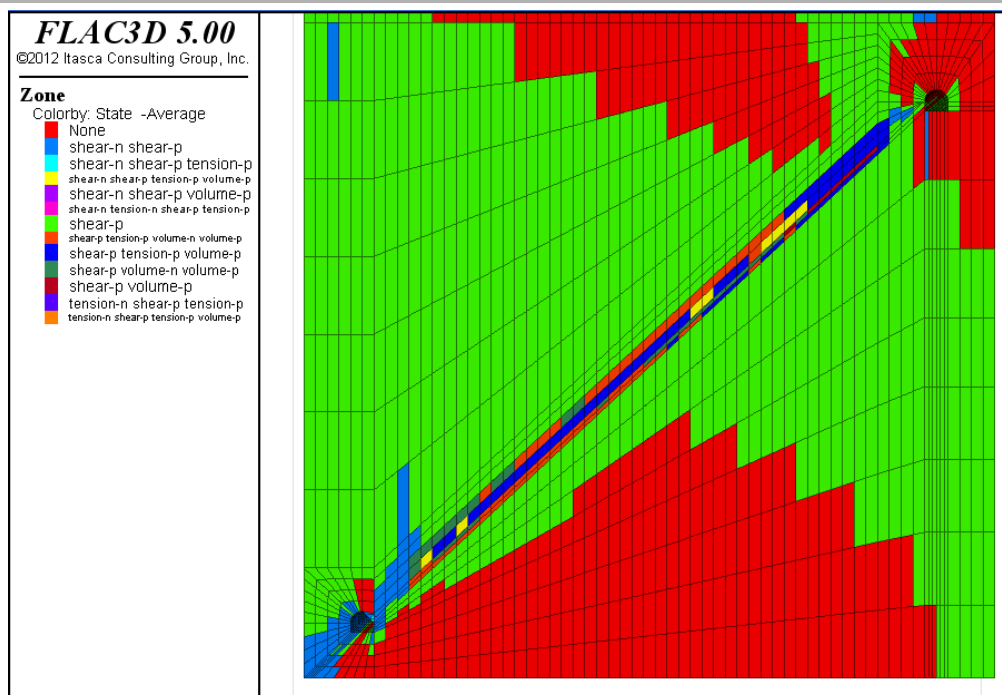 FLAC3D 5.00
©2012 Itasca Consulting Group, Inc.
Zone
Colorby: State -Average
None
shear-n shear-p
shear-n shear-p tension-p
shear-n shear-p tension-p volume-p
shear-n shear-p volume-p
shear-n tension-n shear-p tension-p
shear-p
shear-p tension-p volume-n volume-p
shear-p tension-p volume-p
shear-p volume-n volume-p
shear-p volume-p
tension-n shear-p tension-p
tension-n shear-p tension-p volume-p